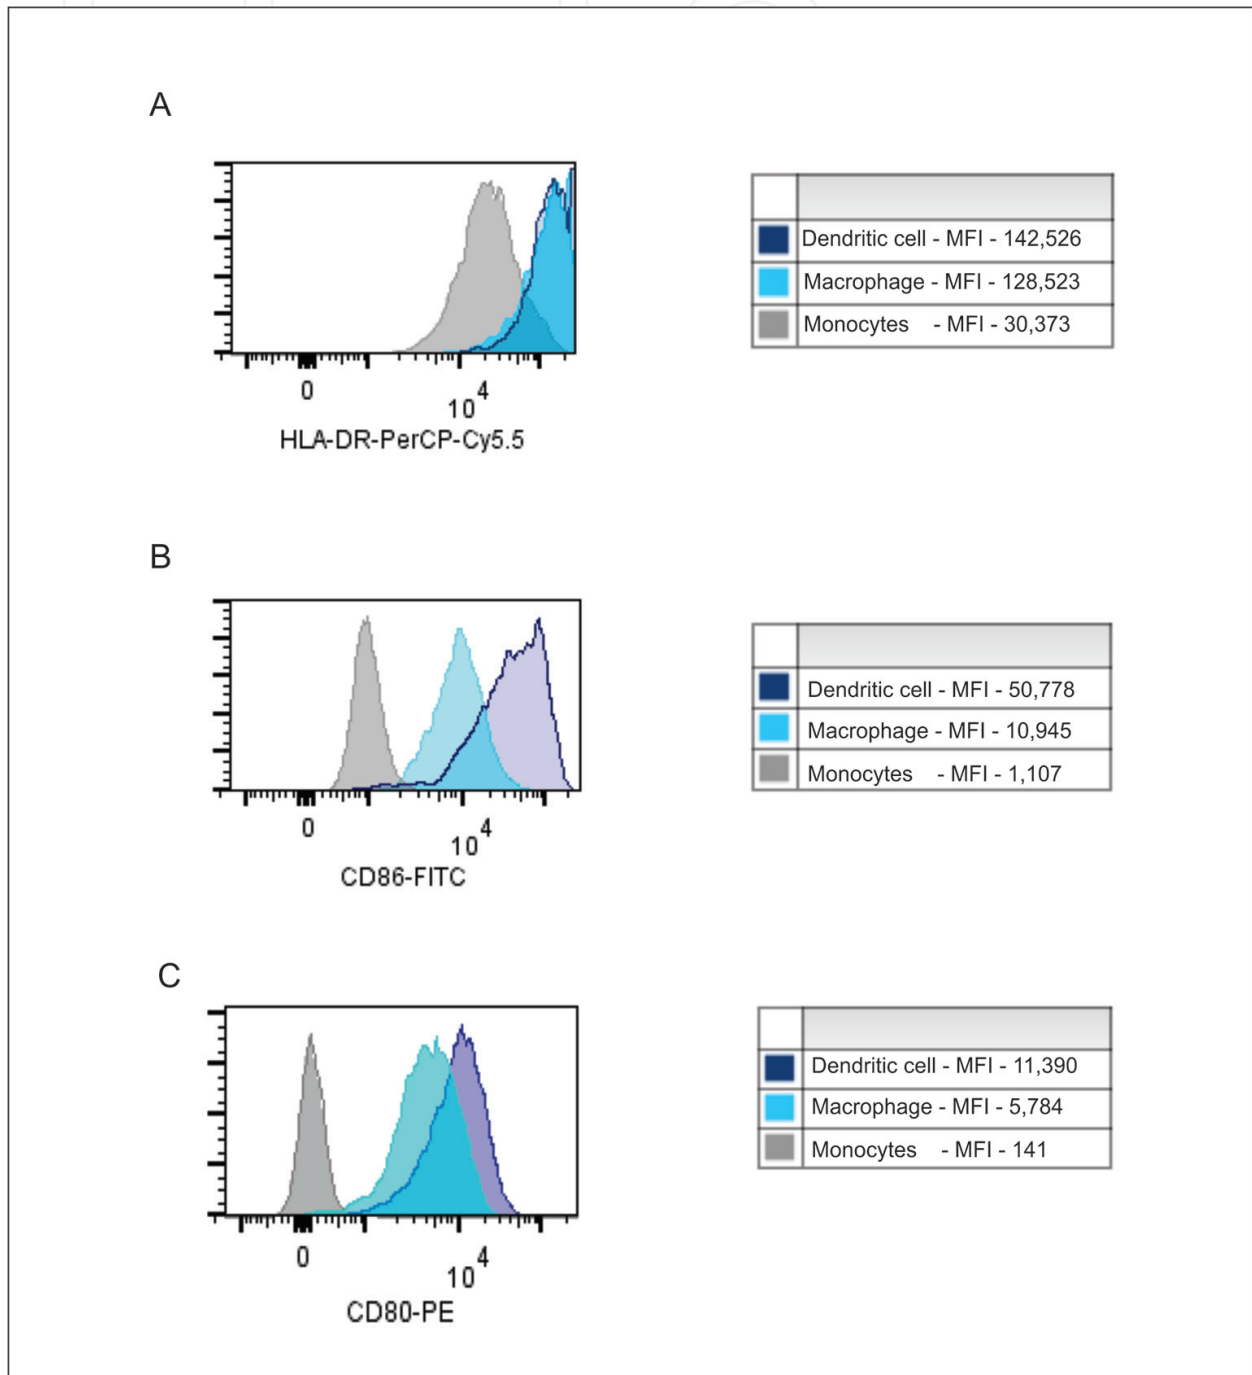 A
Dendritic cell - MFI - 142,526
Macrophage - MFI - 128,523
Monocytes - MFI - 30,373
0
10^4
HLA-DR-PerCP-Cy5.5
B
Dendritic cell - MFI - 50,778
Macrophage - MFI - 10,945
Monocytes - MFI - 1,107
0
10^4
CD86-FITC
C
Dendritic cell - MFI - 11,390
Macrophage - MFI - 5,784
Monocytes - MFI - 141
0
10^4
CD80-PE